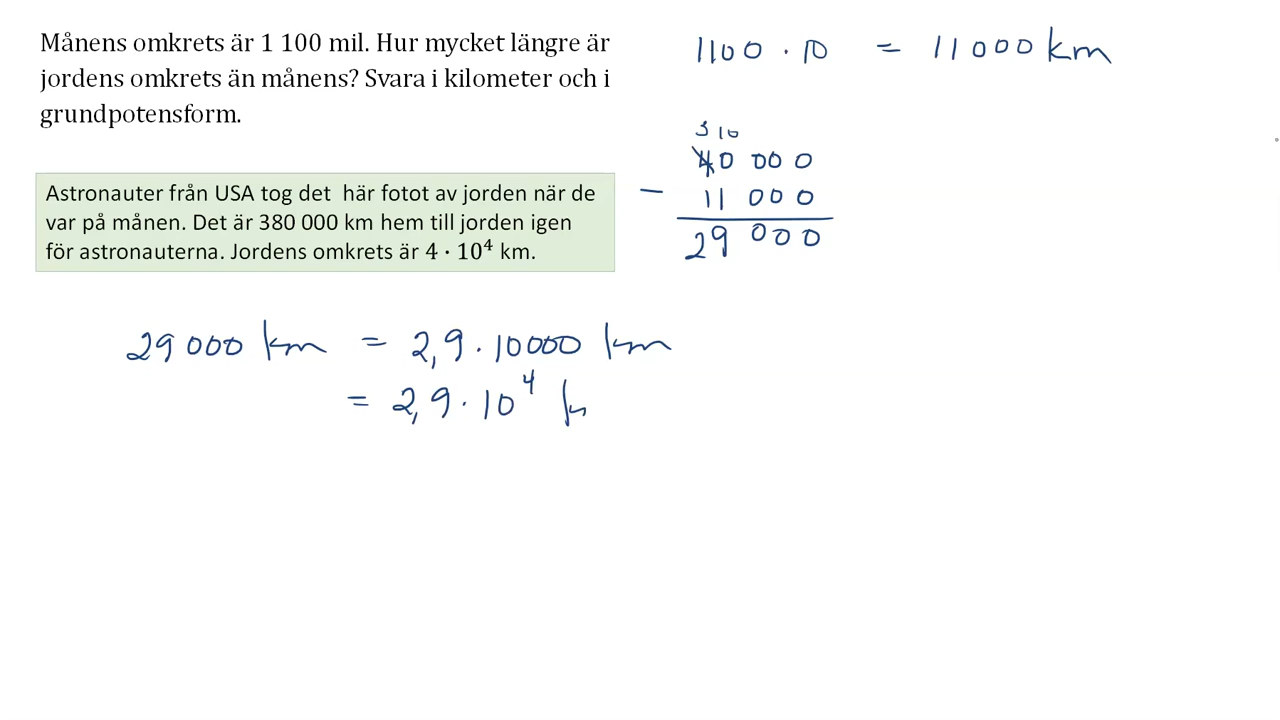 Månens omkrets är 1 100 mil. Hur mycket längre är
jordens omkrets än månens? Svara i kilometer och i
grundpotensform.
1100 · 10 = 11 000 km
3 10
40 000
− 11 000
29 000
Astronauter från USA tog det här fotot av jorden när de
var på månen. Det är 380 000 km hem till jorden igen
för astronauterna. Jordens omkrets är 4 · 10⁴ km.
29 000 km = 2,9 · 10000 km
= 2,9 · 10⁴ k